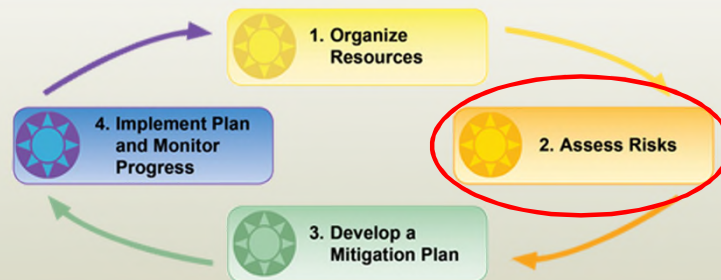 1. Organize
Resources
2. Assess Risks
3. Develop a
Mitigation Plan
4. Implement Plan
and Monitor
Progress